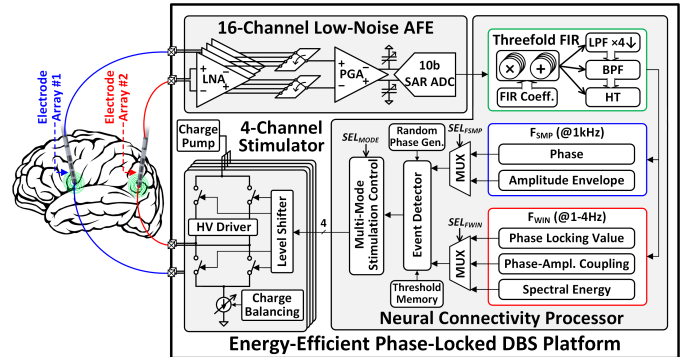 16-Channel Low-Noise AFE
LNA
PGA
10b
SAR ADC
Threefold FIR
LPF ×4↓
BPF
HT
×
+
FIR Coeff.
Electrode
Array #1
Electrode
Array #2
Charge
Pump
4-Channel
Stimulator
HV Driver
Level Shifter
Charge
Balancing
4
SEL_MODE
Multi-Mode
Stimulation Control
Random
Phase Gen.
Event Detector
Threshold
Memory
SEL_FSMP
MUX
F_SMP (@1kHz)
Phase
Amplitude Envelope
SEL_FWIN
MUX
F_WIN (@1-4Hz)
Phase Locking Value
Phase-Ampl. Coupling
Spectral Energy
Neural Connectivity Processor
Energy-Efficient Phase-Locked DBS Platform